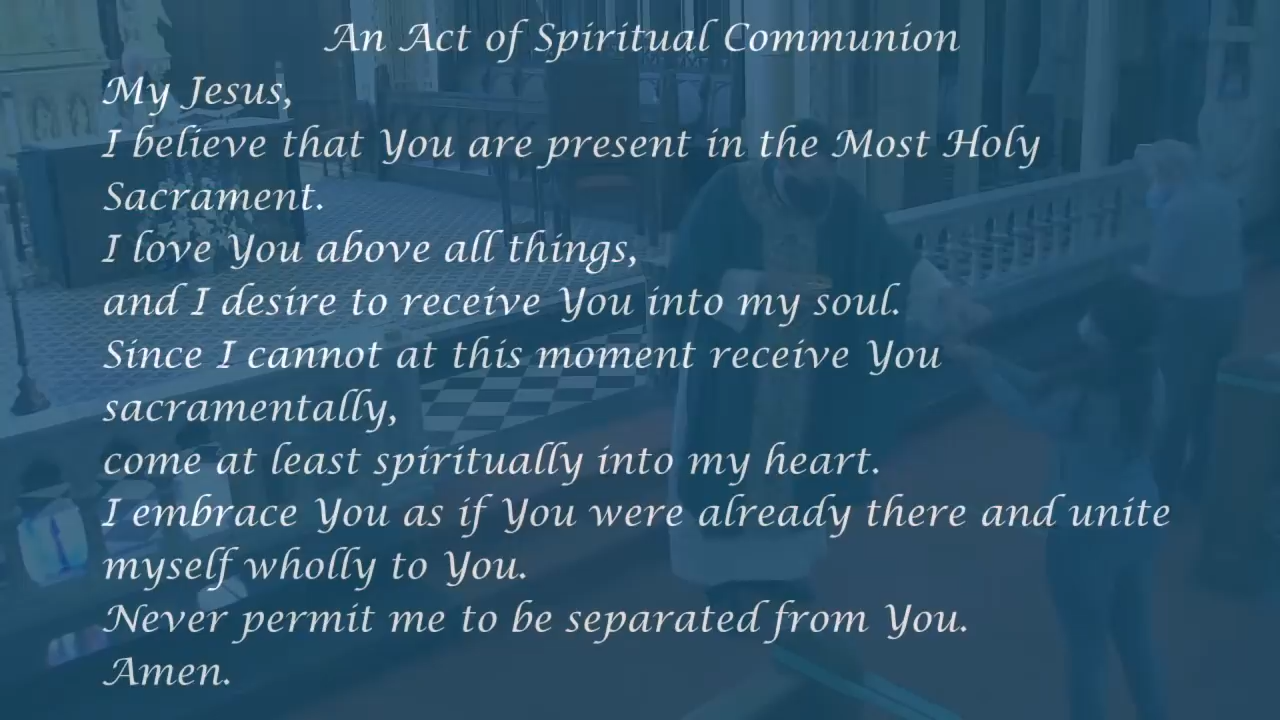 An Act of Spiritual Communion
My Jesus,
I believe that You are present in the Most Holy
Sacrament.
I love You above all things,
and I desire to receive You into my soul.
Since I cannot at this moment receive You
sacramentally,
come at least spiritually into my heart.
I embrace You as if You were already there and unite
myself wholly to You.
Never permit me to be separated from You.
Amen.